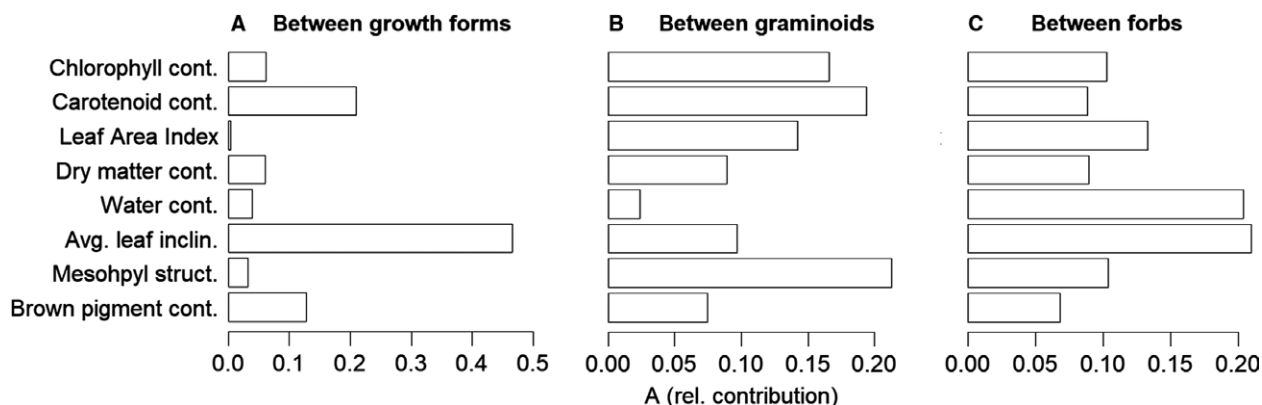 A Between growth forms
B Between graminoids
C Between forbs
Chlorophyll cont.
Carotenoid cont.
Leaf Area Index
Dry matter cont.
Water cont.
Avg. leaf inclin.
Mesohpyl struct.
Brown pigment cont.
0.0 0.1 0.2 0.3 0.4 0.5
0.00 0.05 0.10 0.15 0.20
0.00 0.05 0.10 0.15 0.20
A (rel. contribution)